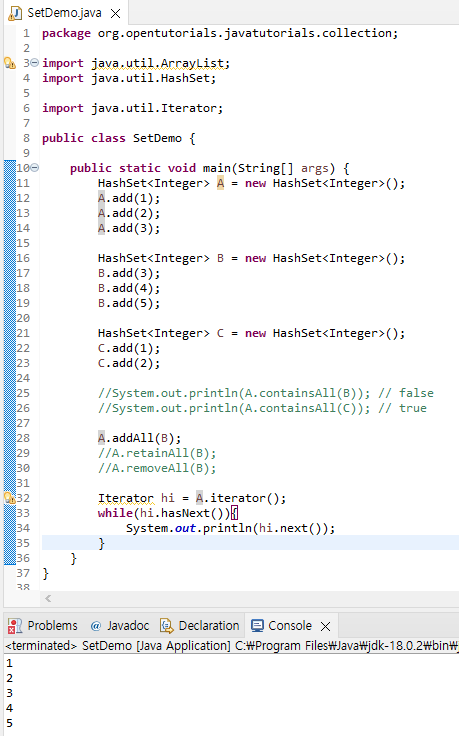 SetDemo.java
1 package org.opentutorials.javatutorials.collection;
2
3 import java.util.ArrayList;
4 import java.util.HashSet;
5
6 import java.util.Iterator;
7
8 public class SetDemo {
9
10 public static void main(String[] args) {
11 HashSet<Integer> A = new HashSet<Integer>();
12 A.add(1);
13 A.add(2);
14 A.add(3);
15
16 HashSet<Integer> B = new HashSet<Integer>();
17 B.add(3);
18 B.add(4);
19 B.add(5);
20
21 HashSet<Integer> C = new HashSet<Integer>();
22 C.add(1);
23 C.add(2);
24
25 //System.out.println(A.containsAll(B)); // false
26 //System.out.println(A.containsAll(C)); // true
27
28 A.addAll(B);
29 //A.retainAll(B);
30 //A.removeAll(B);
31
32 Iterator hi = A.iterator();
33 while(hi.hasNext()){
34 System.out.println(hi.next());
35 }
36 }
37 }
38
Problems @ Javadoc Declaration Console
<terminated> SetDemo [Java Application] C:₩Program Files₩Java₩jdk-18.0.2₩bin₩j
1
2
3
4
5